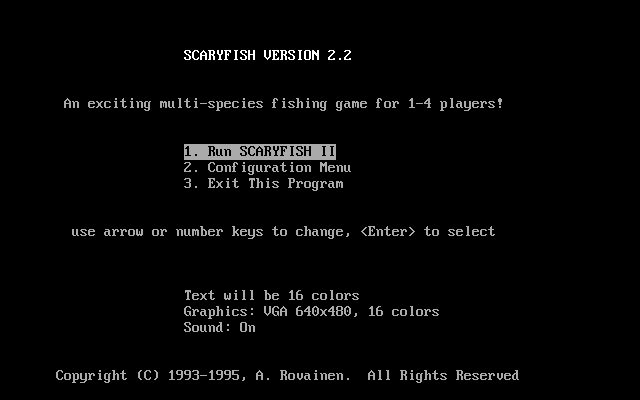 SCARYFISH VERSION 2.2
An exciting multi-species fishing game for 1-4 players!
1. Run SCARYFISH II
2. Configuration Menu
3. Exit This Program
use arrow or number keys to change, <Enter> to select
Text will be 16 colors
Graphics: VGA 640x480, 16 colors
Sound: On
Copyright (C) 1993-1995, A. Rovainen.  All Rights Reserved